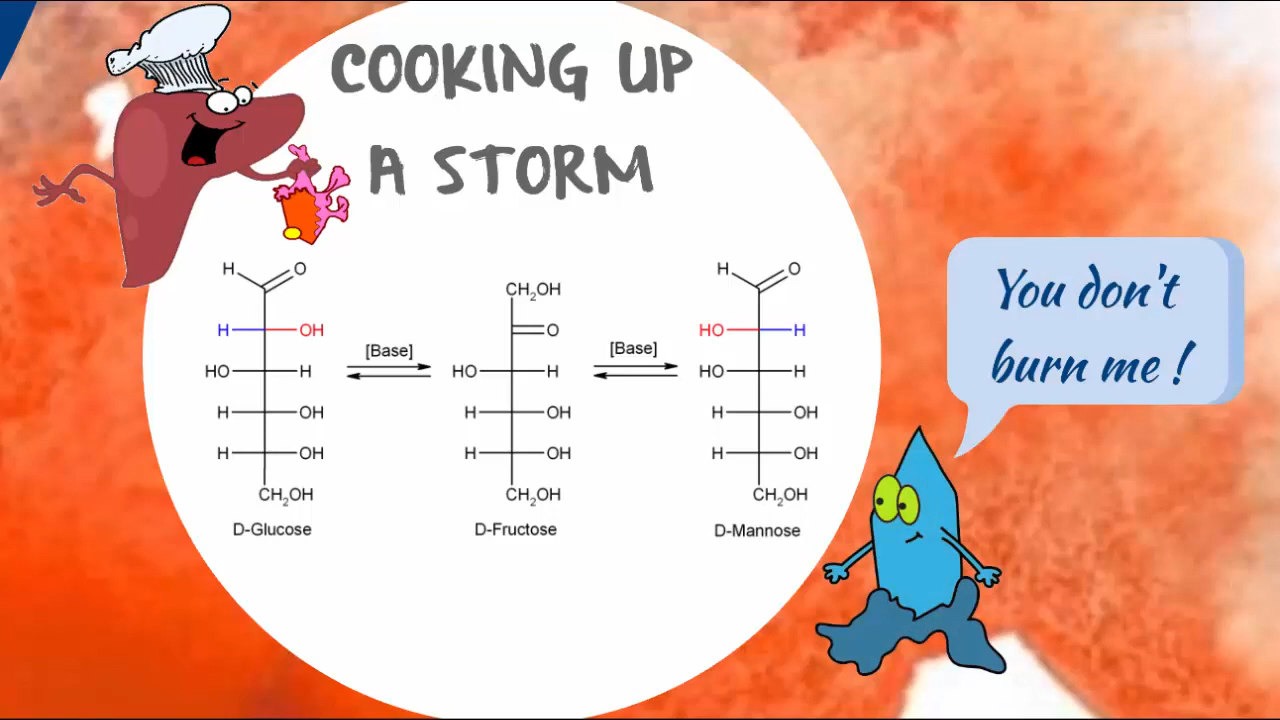 COOKING UP
A STORM
H O
H OH
HO H
H OH
H OH
CH₂OH
D-Glucose
[Base]
CH₂OH
O
HO H
H OH
H OH
CH₂OH
D-Fructose
[Base]
H O
HO H
HO H
H OH
H OH
CH₂OH
D-Mannose
You don't
burn me !